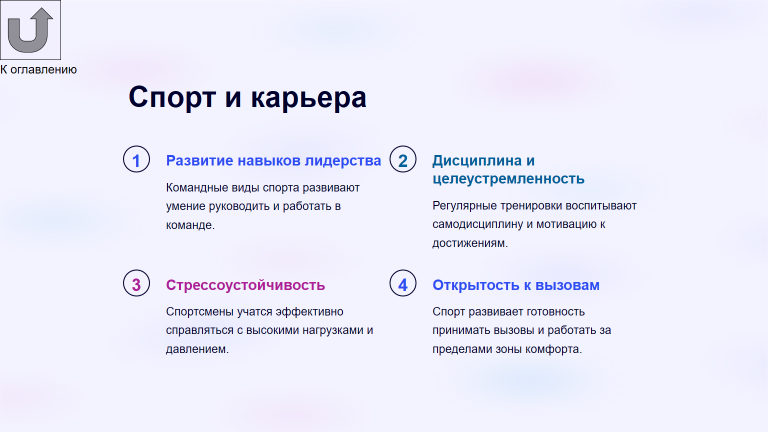 К оглавлению
Спорт и карьера
1
Развитие навыков лидерства
Командные виды спорта развивают
умение руководить и работать в
команде.
2
Дисциплина и
целеустремленность
Регулярные тренировки воспитывают
самодисциплину и мотивацию к
достижениям.
3
Стрессоустойчивость
Спортсмены учатся эффективно
справляться с высокими нагрузками и
давлением.
4
Открытость к вызовам
Спорт развивает готовность
принимать вызовы и работать за
пределами зоны комфорта.